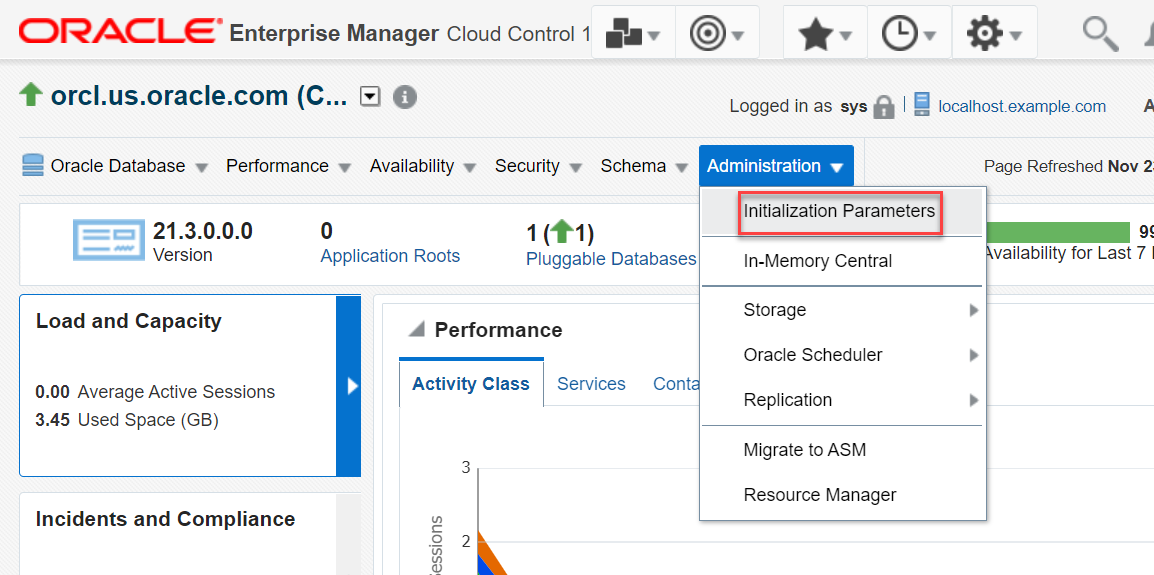 ORACLE Enterprise Manager Cloud Control 1
orcl.us.oracle.com (C...
Logged in as sys | localhost.example.com
Oracle Database Performance Availability Security Schema Administration
Page Refreshed Nov 2
21.3.0.0.0
Version
0
Application Roots
1 (1)
Pluggable Databases
99
Availability for Last 7
Initialization Parameters
In-Memory Central
Storage
Oracle Scheduler
Replication
Migrate to ASM
Resource Manager
Load and Capacity
0.00 Average Active Sessions
3.45 Used Space (GB)
Incidents and Compliance
Performance
Activity Class Services Conta
3
2
Sessions